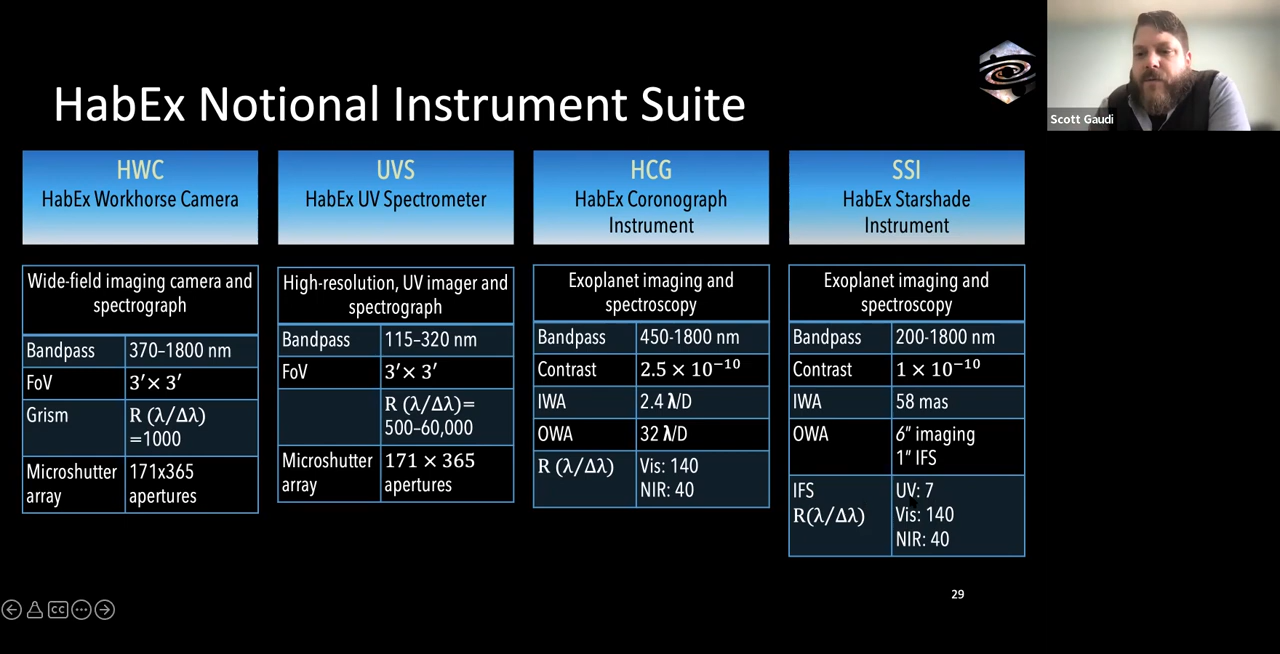 HabEx Notional Instrument Suite
Scott Gaudi
HWC
HabEx Workhorse Camera
Wide-field imaging camera and
spectrograph
Bandpass 370–1800 nm
FoV 3′× 3′
Grism R (λ/Δλ)
=1000
Microshutter 171x365
array apertures
UVS
HabEx UV Spectrometer
High-resolution, UV imager and
spectrograph
Bandpass 115–320 nm
FoV 3′× 3′
R (λ/Δλ)=
500–60,000
Microshutter 171 × 365
array apertures
HCG
HabEx Coronograph
Instrument
Exoplanet imaging and
spectroscopy
Bandpass 450-1800 nm
Contrast 2.5 × 10⁻¹⁰
IWA 2.4 λ/D
OWA 32 λ/D
R (λ/Δλ) Vis: 140
NIR: 40
SSI
HabEx Starshade
Instrument
Exoplanet imaging and
spectroscopy
Bandpass 200-1800 nm
Contrast 1 × 10⁻¹⁰
IWA 58 mas
OWA 6” imaging
1” IFS
IFS UV: 7
R(λ/Δλ) Vis: 140
NIR: 40
29
CC